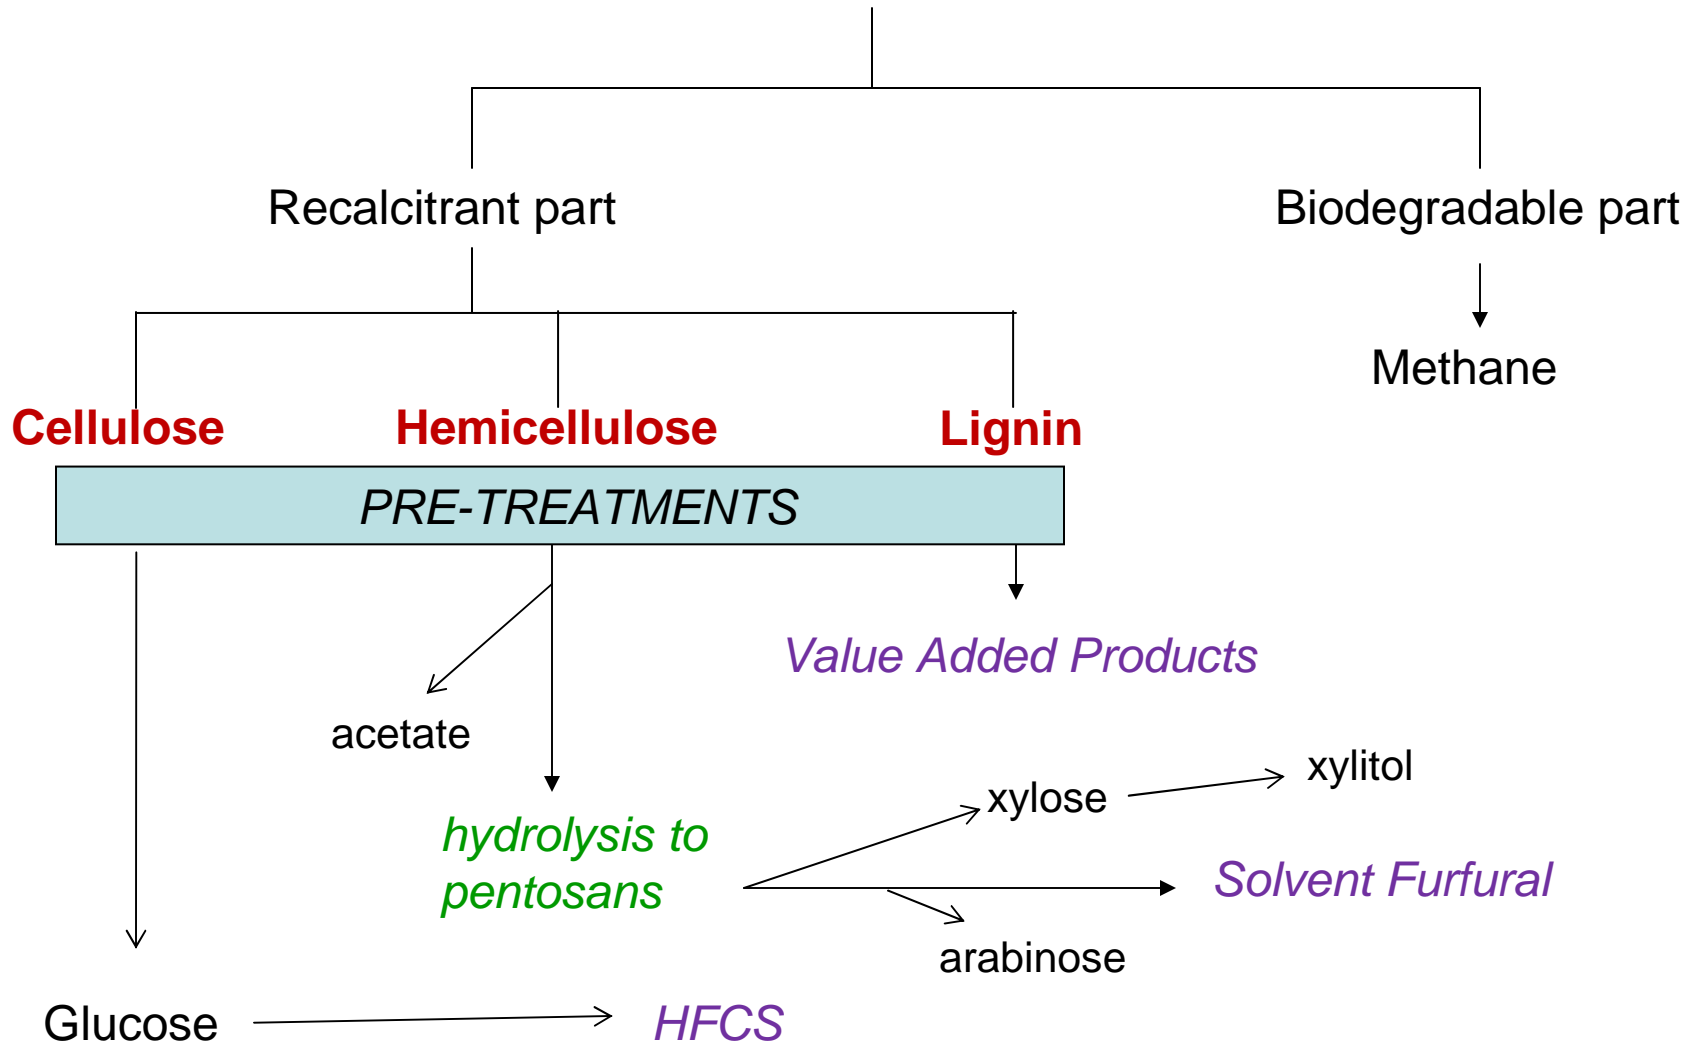 Recalcitrant part
Biodegradable part
Methane
Cellulose
Hemicellulose
Lignin
PRE-TREATMENTS
Value Added Products
acetate
xylitol
xylose
hydrolysis to
pentosans
Solvent Furfural
arabinose
Glucose
HFCS